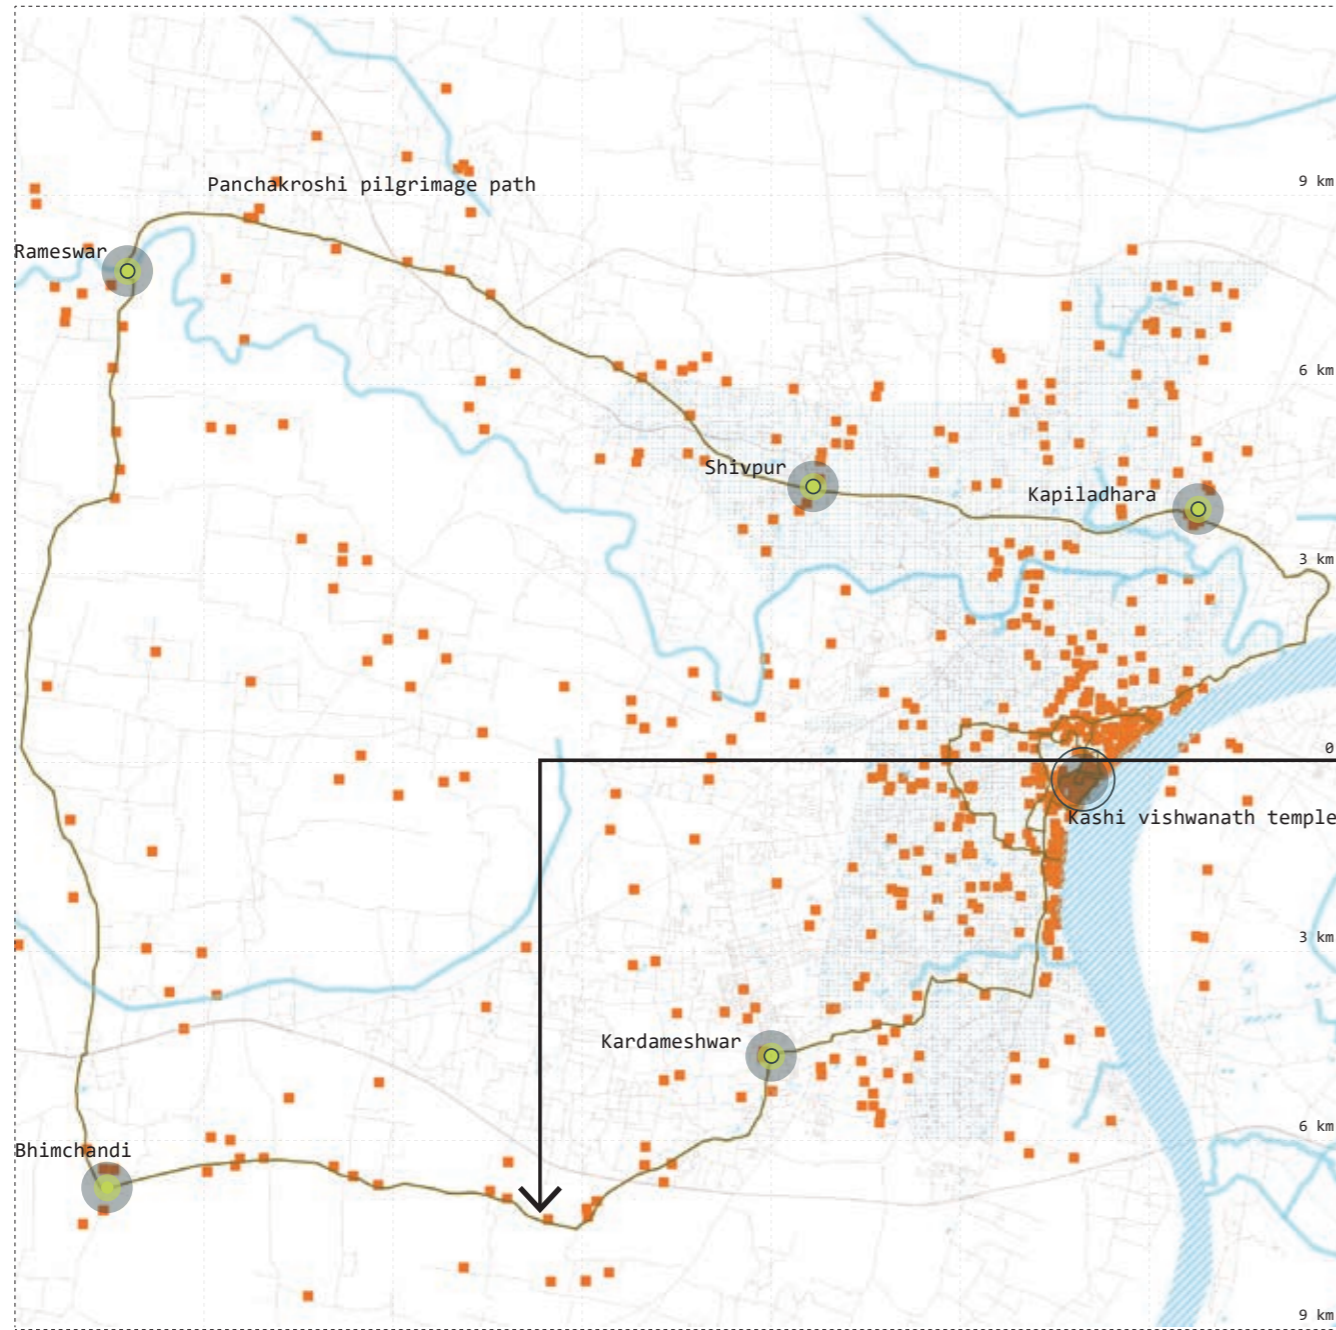 9 km
Panchakroshi pilgrimage path
Rameswar
6 km
Shivpur
Kapiladhara
3 km
0
Kashi vishwanath temple
3 km
Kardameshwar
6 km
Bhimchandi
9 km